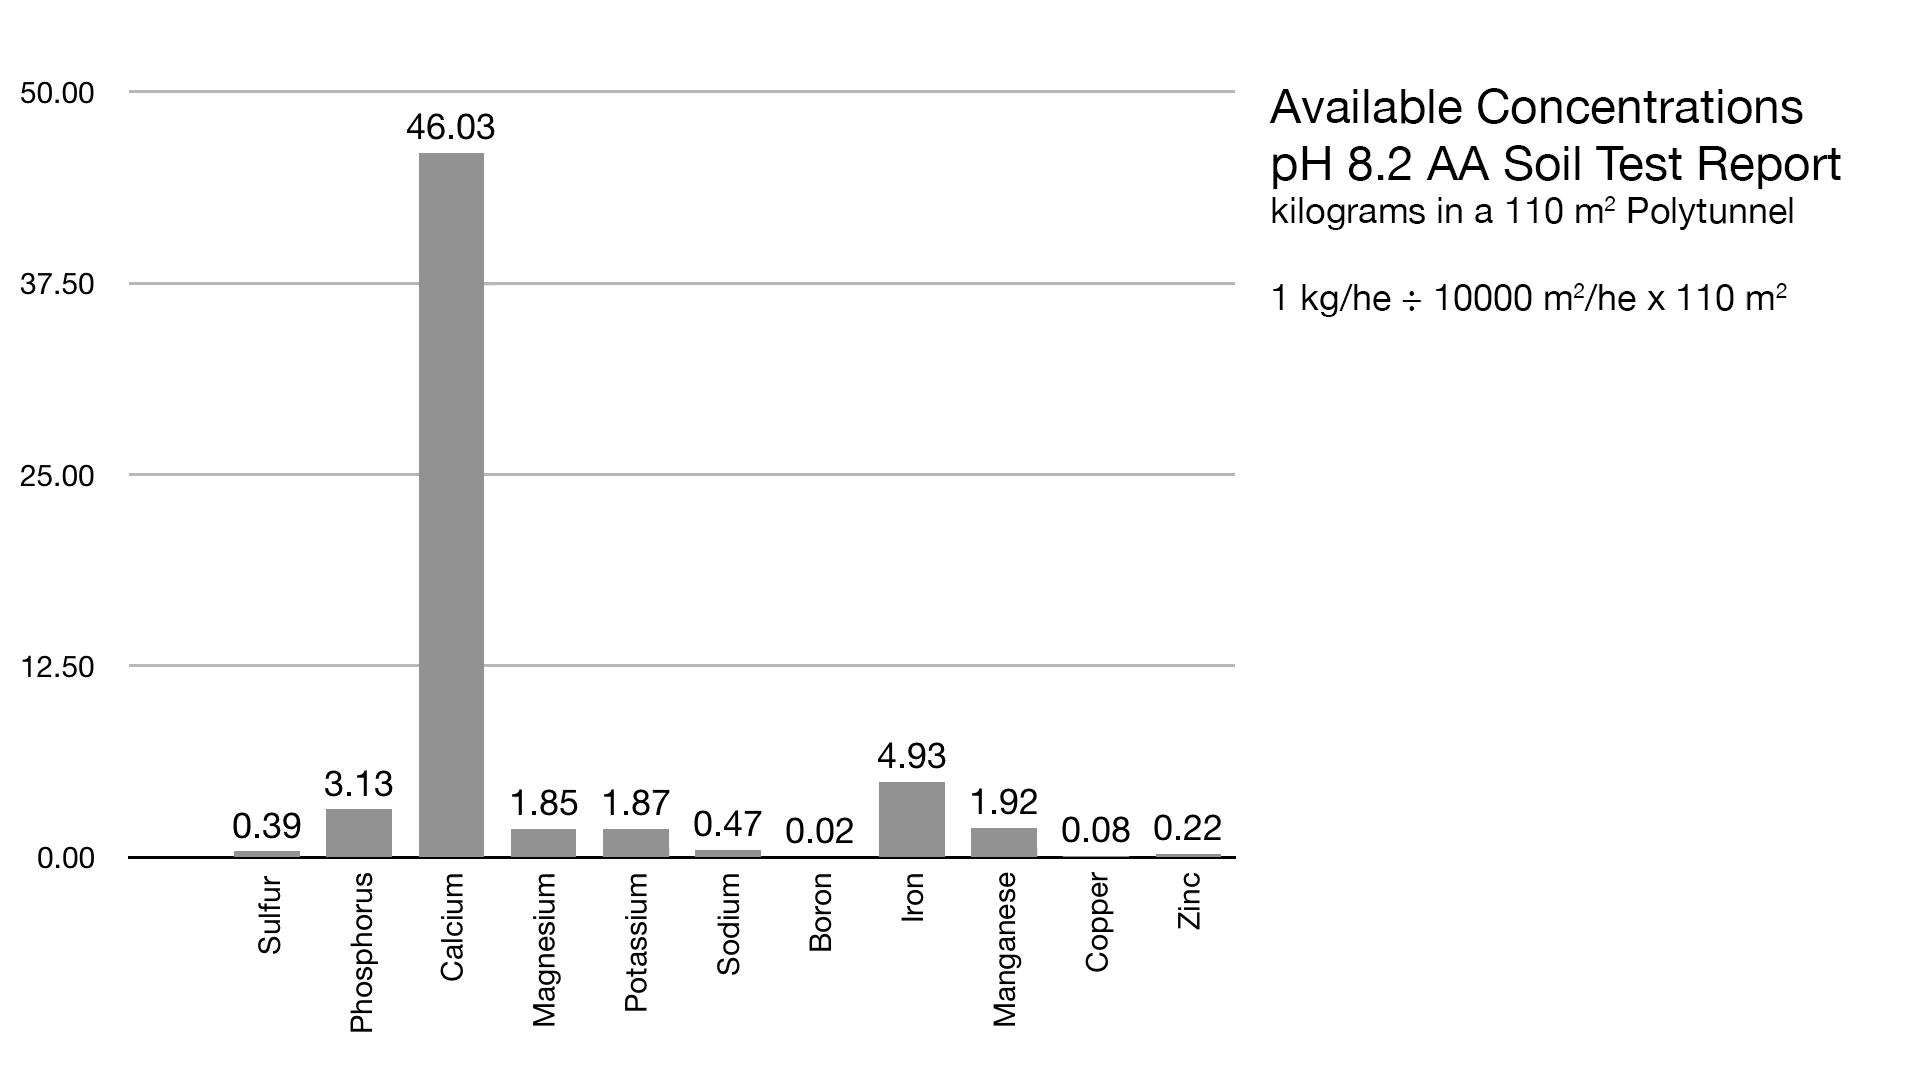 Available Concentrations
pH 8.2 AA Soil Test Report
kilograms in a 110 m² Polytunnel
1 kg/he ÷ 10000 m²/he x 110 m²
50.00
37.50
25.00
12.50
0.00
0.39
3.13
46.03
1.85
1.87
0.47
0.02
4.93
1.92
0.08
0.22
Sulfur
Phosphorus
Calcium
Magnesium
Potassium
Sodium
Boron
Iron
Manganese
Copper
Zinc